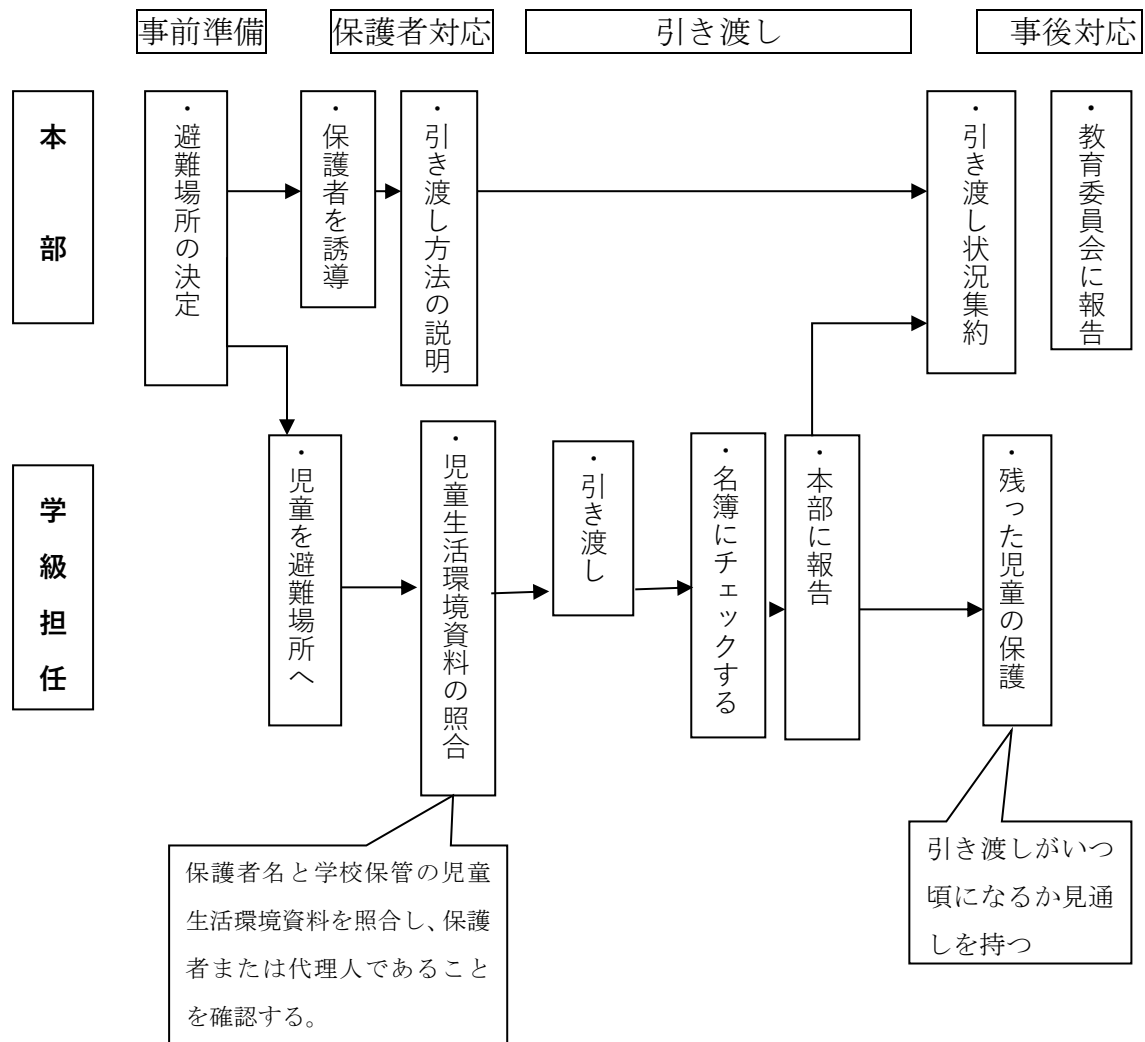 事前準備
保護者対応
引き渡し
事後対応
本部
・避難場所の決定
・保護者を誘導
・引き渡し方法の説明
・引き渡し状況集約
・教育委員会に報告
学級担任
・児童を避難場所へ
・児童生活環境資料の照合
・引き渡し
・名簿にチェックする
・本部に報告
・残った児童の保護
保護者名と学校保管の児童
生活環境資料を照合し、保護
者または代理人であること
を確認する。
引き渡しがいつ
頃になるか見通
しを持つ